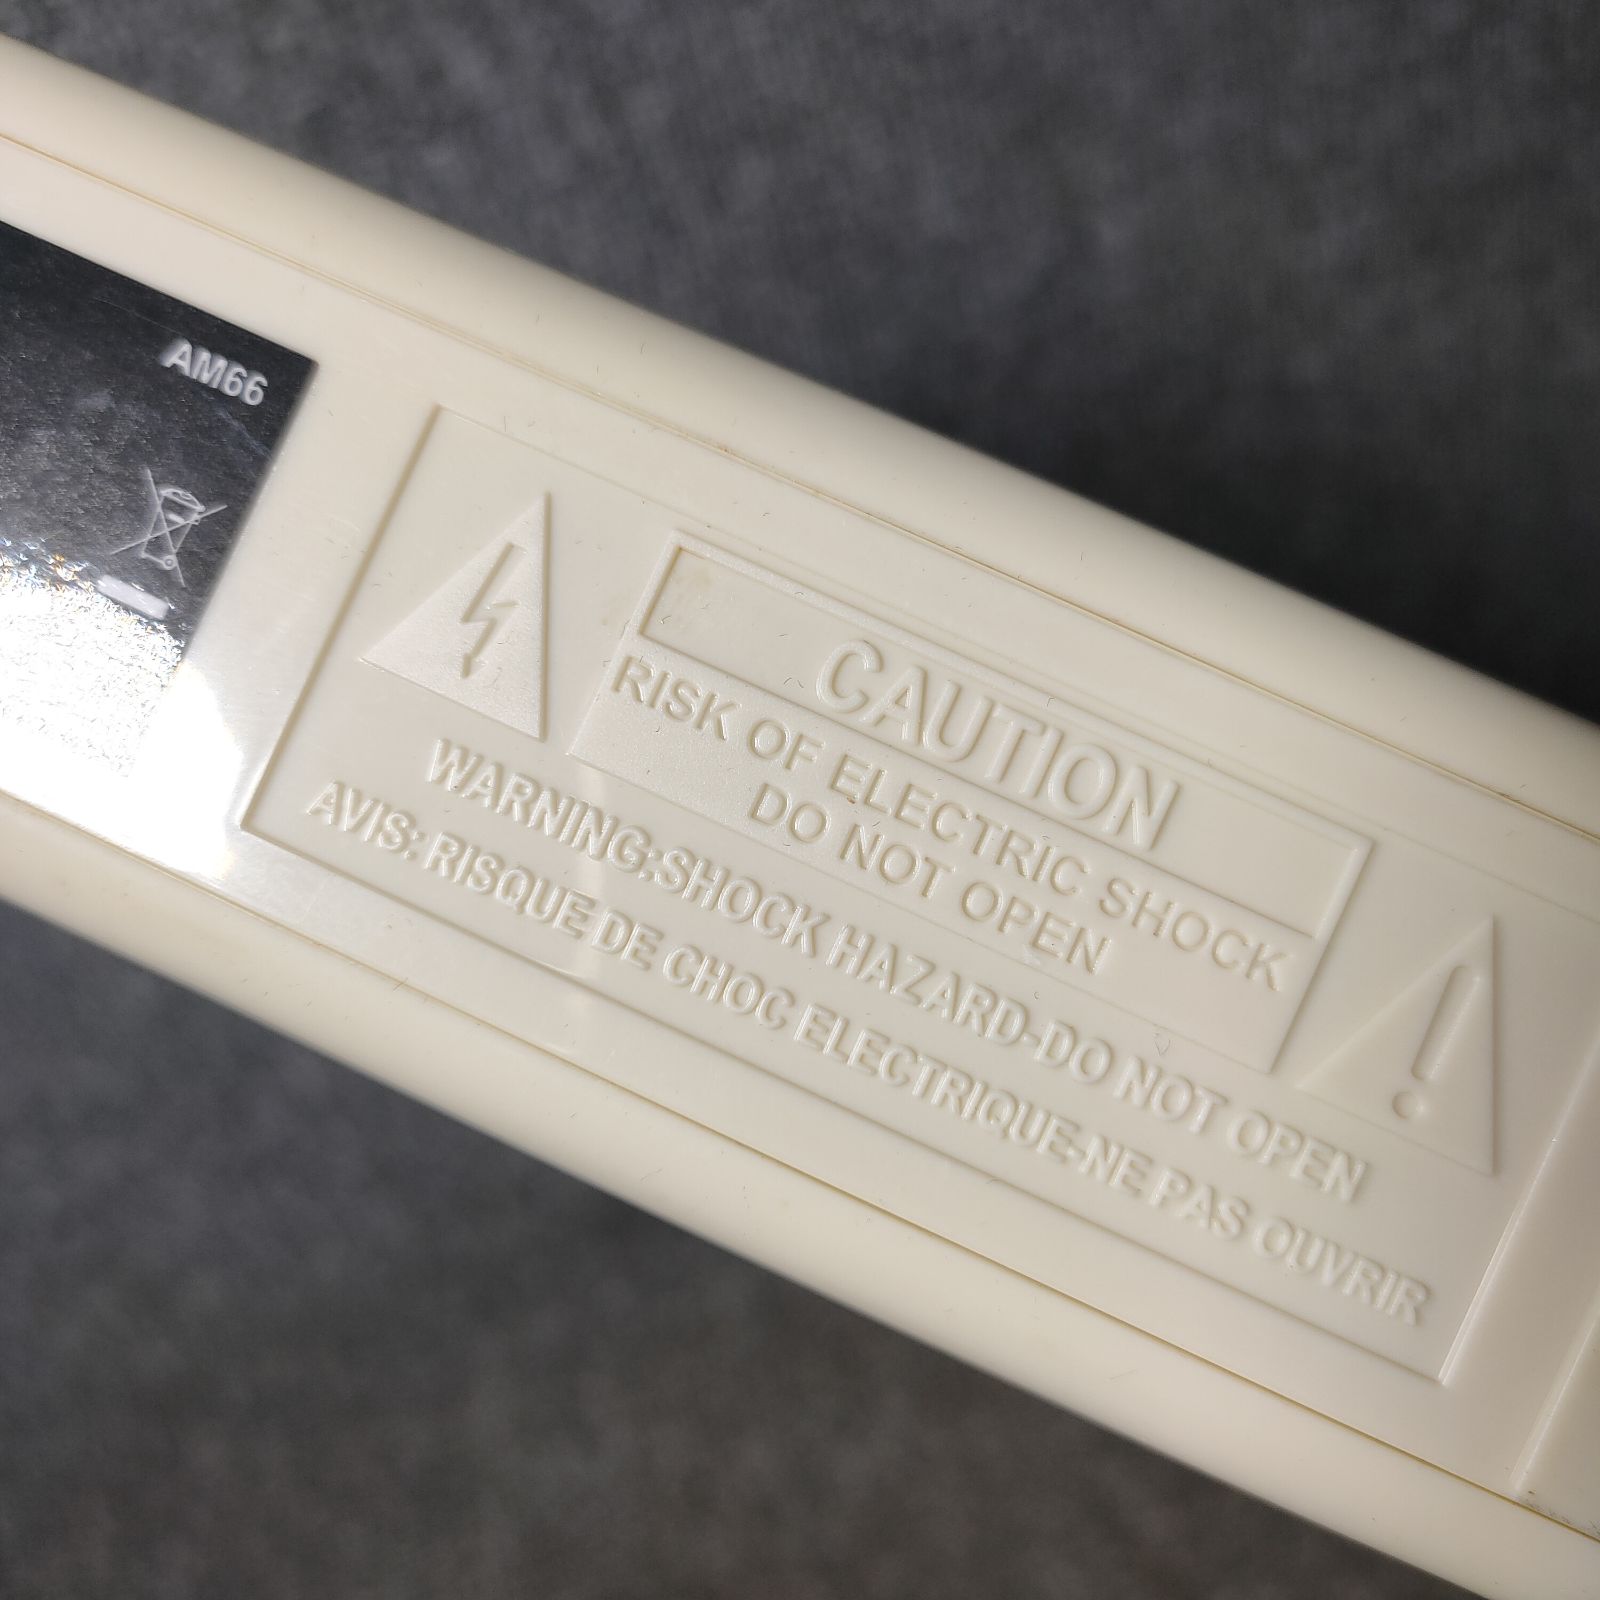 AM66
CAUTION
RISK OF ELECTRIC SHOCK
DO NOT OPEN
WARNING:SHOCK HAZARD-DO NOT OPEN
AVIS: RISQUE DE CHOC ELECTRIQUE-NE PAS OUVRIR